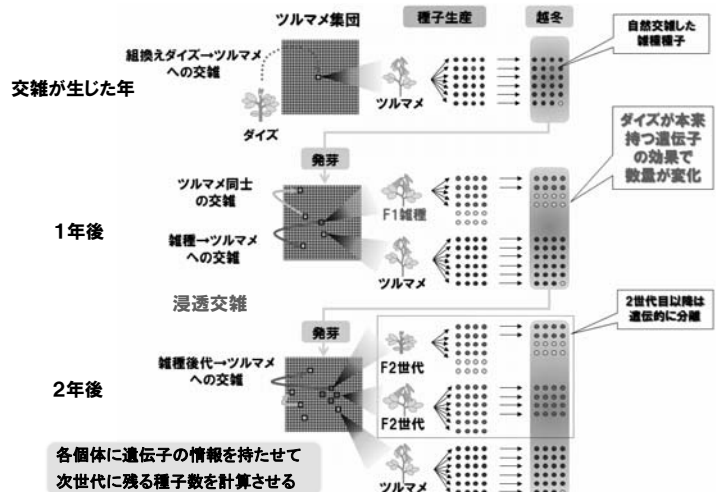 ツルマメ集団
種子生産
越冬
組換えダイズ→ツルマメ
への交雑
自然交雑した
雑種種子
交雑が生じた年
ダイズ
ツルマメ
発芽
ダイズが本来
持つ遺伝子
の効果で
数量が変化
ツルマメ同士
の交雑
F1雑種
1年後
雑種→ツルマメ
への交雑
ツルマメ
浸透交雑
発芽
2世代目以降は
遺伝的に分離
雑種後代→ツルマメ
への交雑
F2世代
2年後
F2世代
各個体に遺伝子の情報を持たせて
次世代に残る種子数を計算させる
ツルマメ